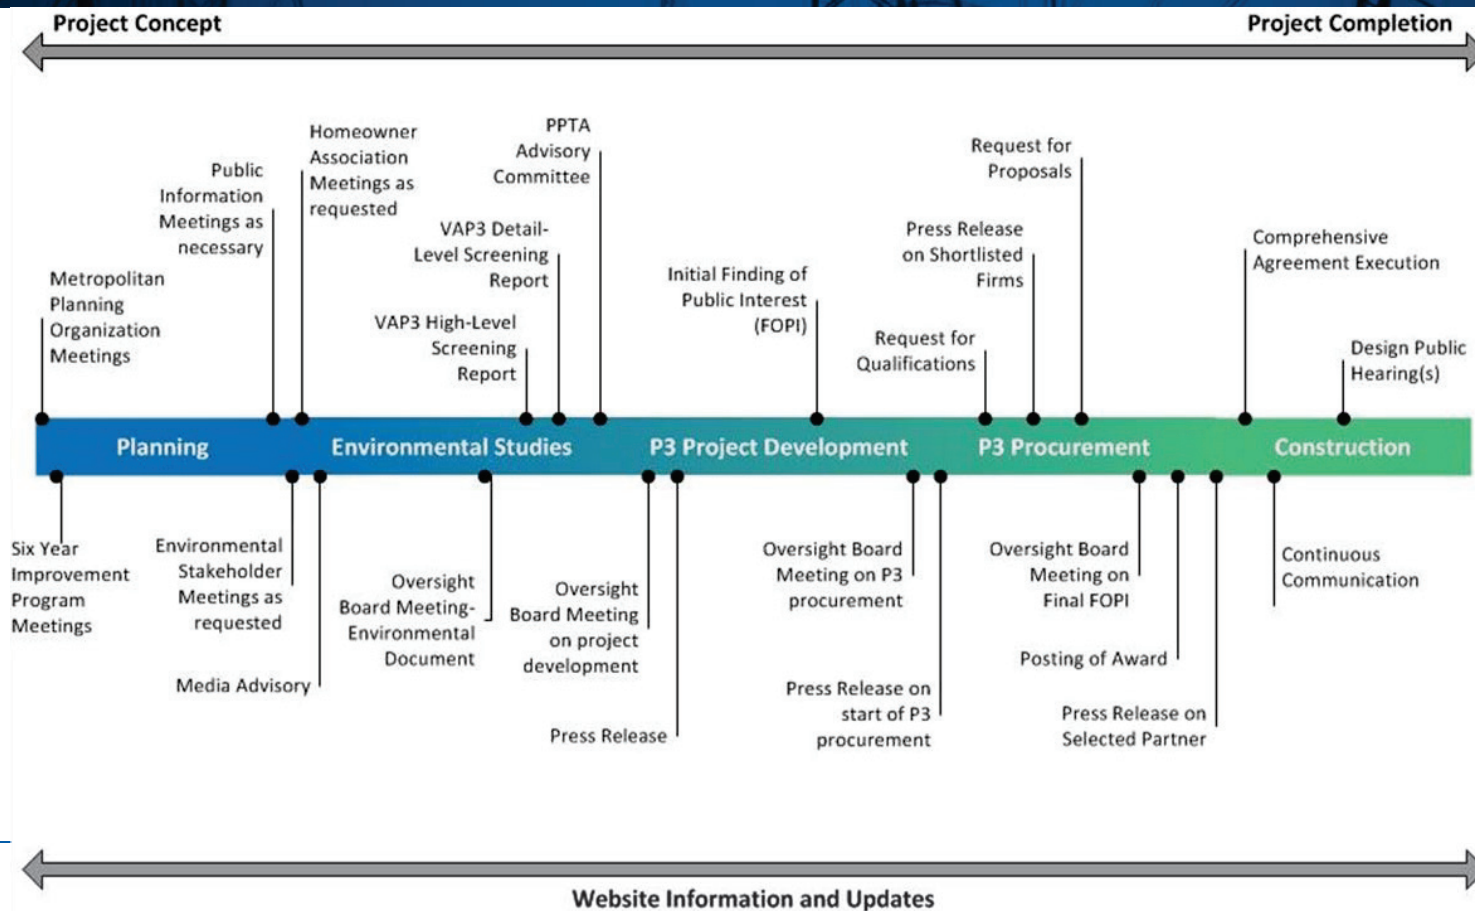 Project Concept
Project Completion
Metropolitan
Planning
Organization
Meetings
Public
Information
Meetings as
necessary
Homeowner
Association
Meetings as
requested
VAP3 High-Level
Screening
Report
VAP3 Detail-
Level Screening
Report
PPTA
Advisory
Committee
Initial Finding of
Public Interest
(FOPI)
Request for
Qualifications
Press Release
on Shortlisted
Firms
Request for
Proposals
Comprehensive
Agreement Execution
Design Public
Hearing(s)
Planning
Environmental Studies
P3 Project Development
P3 Procurement
Construction
Six Year
Improvement
Program
Meetings
Environmental
Stakeholder
Meetings as
requested
Media Advisory
Oversight
Board Meeting-
Environmental
Document
Oversight
Board Meeting
on project
development
Press Release
Oversight Board
Meeting on P3
procurement
Press Release on
start of P3
procurement
Oversight Board
Meeting on
Final FOPI
Posting of Award
Press Release on
Selected Partner
Continuous
Communication
Website Information and Updates